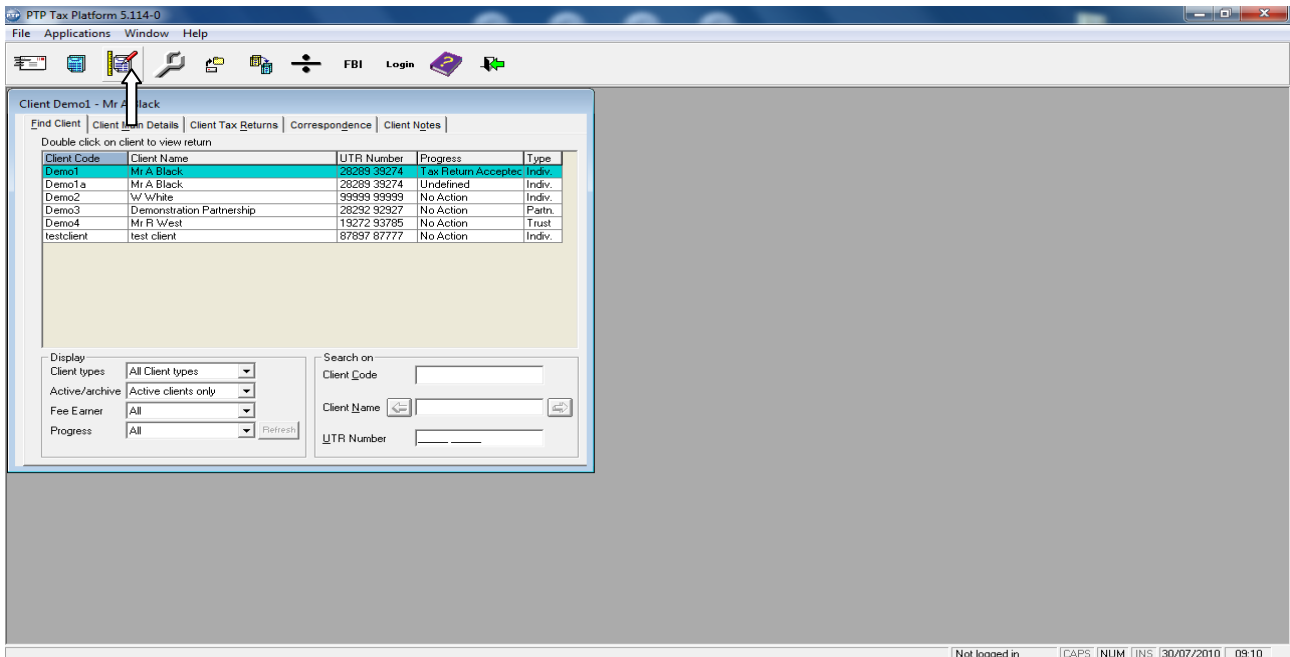 PTP Tax Platform 5.114-0
File Applications Window Help
FBI Login
Client Demo1 - Mr A Black
Find Client Client Main Details Client Tax Returns Correspondence Client Notes
Double click on client to view return
Client Code Client Name UTR Number Progress Type
Demo1 Mr A Black 28289 39274 Tax Return Acceptec Indiv.
Demo1a Mr A Black 28289 39274 Undefined Indiv.
Demo2 W White 99999 99999 No Action Indiv.
Demo3 Demonstration Partnership 28292 92927 No Action Partn.
Demo4 Mr R West 19272 93785 No Action Trust
testclient test client 87897 87777 No Action Indiv.
Display Search on
Client types All Client types Client Code
Active/archive Active clients only
Fee Earner All Client Name
Progress All Refresh UTR Number
Not logged in CAPS NUM INS 30/07/2010 09:10